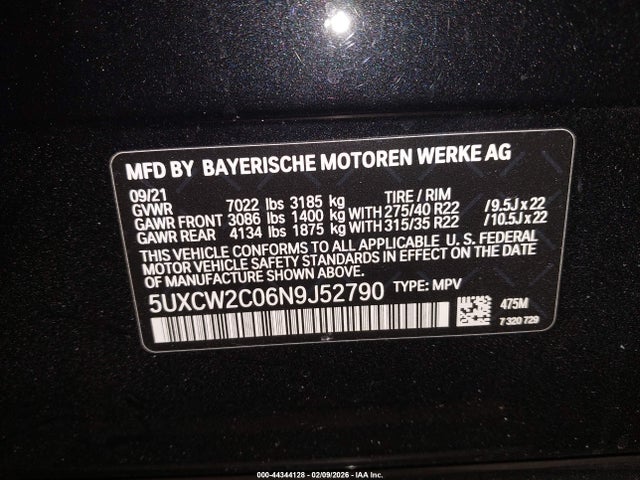 MFD BY BAYERISCHE MOTOREN WERKE AG
09/21
GVWR 7022 lbs 3185 kg TIRE / RIM
GAWR FRONT 3086 lbs 1400 kg WITH 275/40 R22 /9.5J x 22
GAWR REAR 4134 lbs 1875 kg WITH 315/35 R22 /10.5J x 22
THIS VEHICLE CONFORMS TO ALL APPLICABLE U. S. FEDERAL
MOTOR VEHICLE SAFETY STANDARDS IN EFFECT ON THE DATE
OF MANUFACTURE SHOWN ABOVE.
5UXCW2C06N9J52790 TYPE: MPV
475M
7 320 729
000-44344128 - 02/09/2026 - IAA Inc.